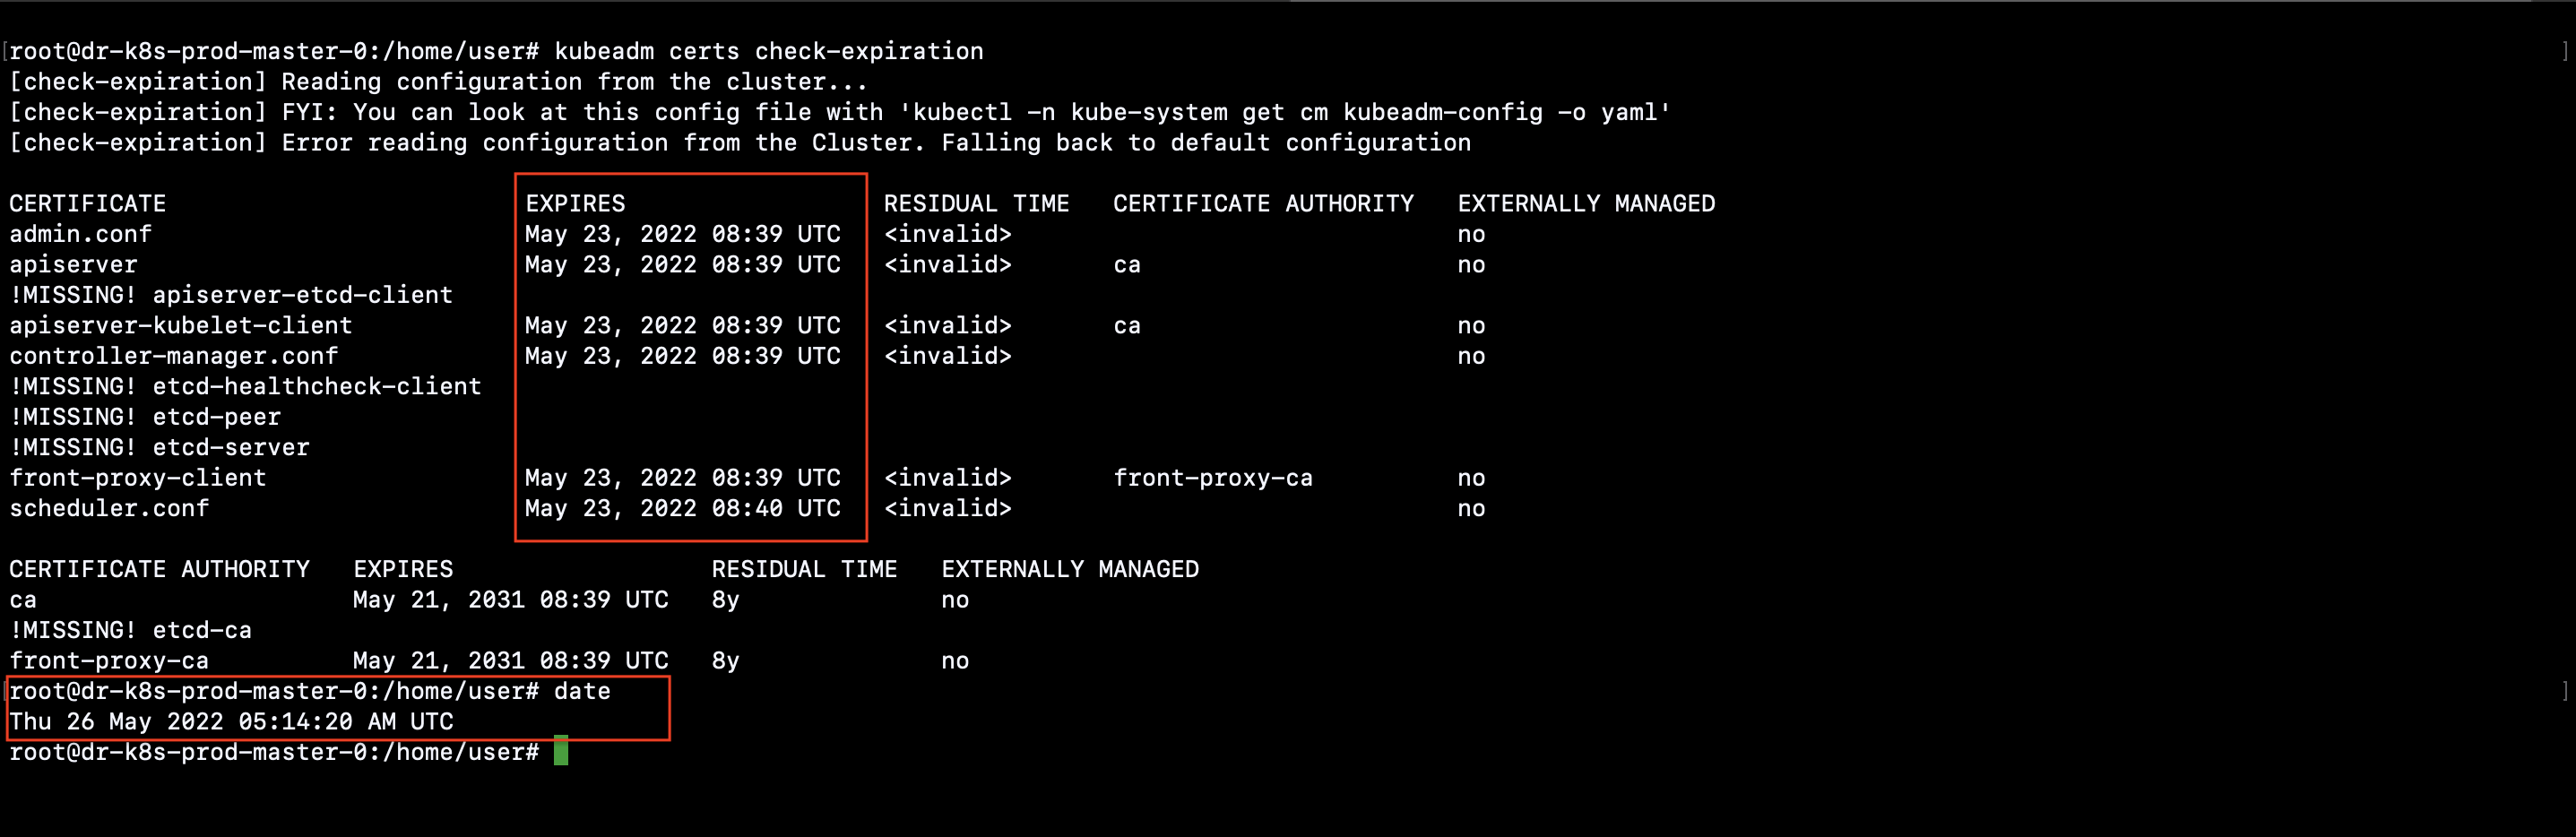 [root@dr-k8s-prod-master-0:/home/user# kubeadm certs check-expiration ]
[check-expiration] Reading configuration from the cluster...
[check-expiration] FYI: You can look at this config file with 'kubectl -n kube-system get cm kubeadm-config -o yaml'
[check-expiration] Error reading configuration from the Cluster. Falling back to default configuration
CERTIFICATE EXPIRES RESIDUAL TIME CERTIFICATE AUTHORITY EXTERNALLY MANAGED
admin.conf May 23, 2022 08:39 UTC <invalid> no
apiserver May 23, 2022 08:39 UTC <invalid> ca no
!MISSING! apiserver-etcd-client
apiserver-kubelet-client May 23, 2022 08:39 UTC <invalid> ca no
controller-manager.conf May 23, 2022 08:39 UTC <invalid> no
!MISSING! etcd-healthcheck-client
!MISSING! etcd-peer
!MISSING! etcd-server
front-proxy-client May 23, 2022 08:39 UTC <invalid> front-proxy-ca no
scheduler.conf May 23, 2022 08:40 UTC <invalid> no
CERTIFICATE AUTHORITY EXPIRES RESIDUAL TIME EXTERNALLY MANAGED
ca May 21, 2031 08:39 UTC 8y no
!MISSING! etcd-ca
front-proxy-ca May 21, 2031 08:39 UTC 8y no
[root@dr-k8s-prod-master-0:/home/user# date ]
Thu 26 May 2022 05:14:20 AM UTC
root@dr-k8s-prod-master-0:/home/user#